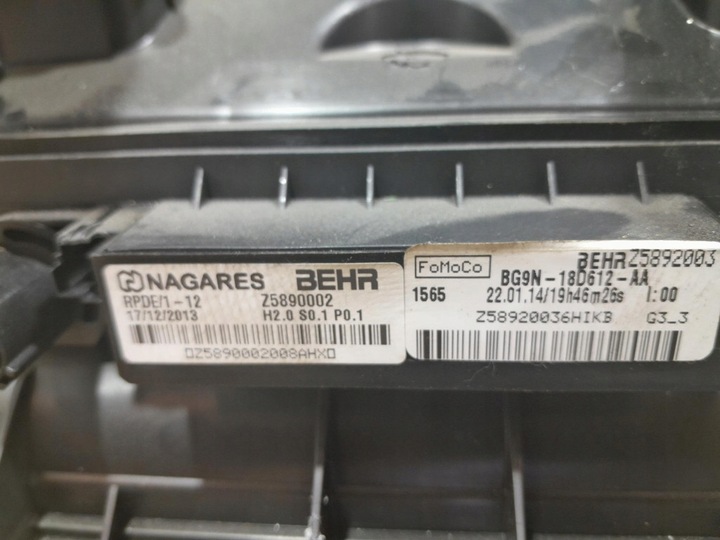 NAGARES BEHR
RPDE/1-12 Z5890002
17/12/2013 H2.0 S0.1 P0.1
Z5890002008AHX
BEHR Z5892003
FoMoCo BG9N-18D612-AA
1565 22.01.14/19h46m26s I:00
Z58920036HIKB G3_3